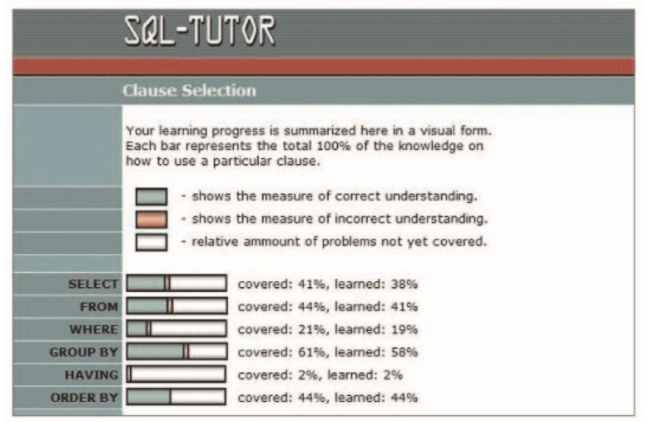 SQL-TUTOR
Clause Selection
Your learning progress is summarized here in a visual form.
Each bar represents the total 100% of the knowledge on
how to use a particular clause.
- shows the measure of correct understanding.
- shows the measure of incorrect understanding.
- relative ammount of problems not yet covered.
SELECT covered: 41%, learned: 38%
FROM covered: 44%, learned: 41%
WHERE covered: 21%, learned: 19%
GROUP BY covered: 61%, learned: 58%
HAVING covered: 2%, learned: 2%
ORDER BY covered: 44%, learned: 44%